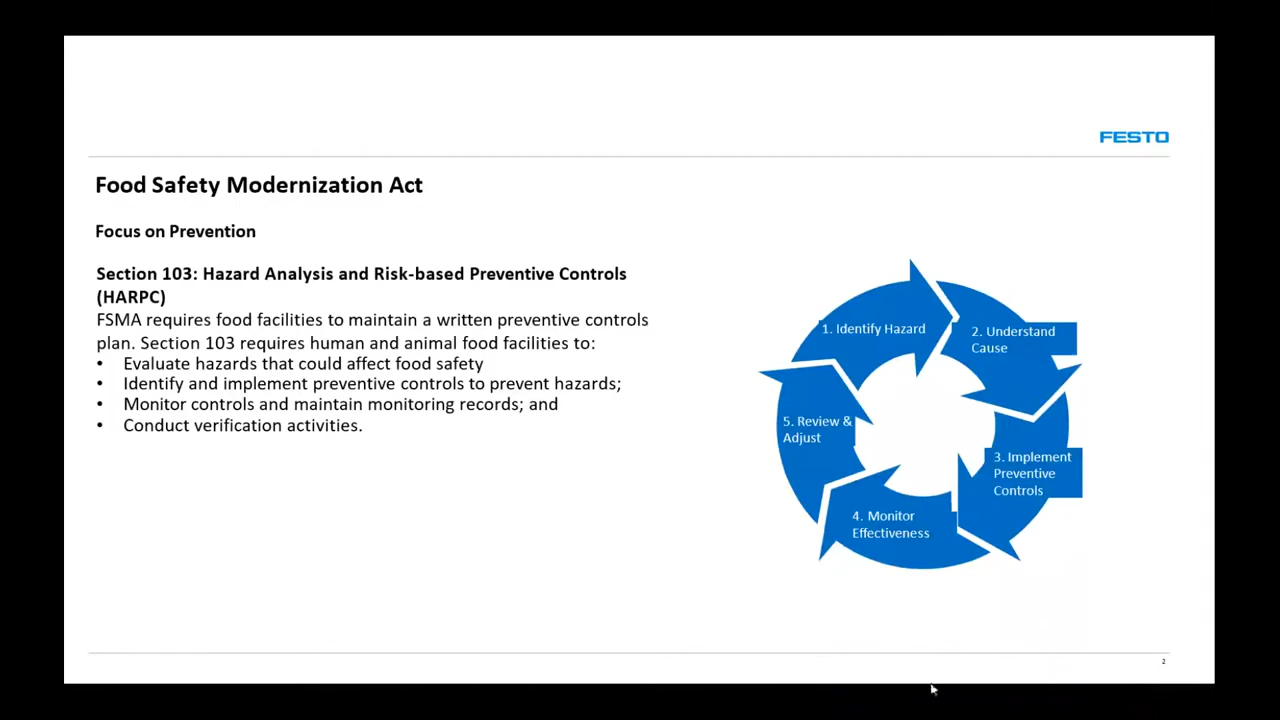 FESTO
Food Safety Modernization Act
Focus on Prevention
Section 103: Hazard Analysis and Risk-based Preventive Controls
(HARPC)
FSMA requires food facilities to maintain a written preventive controls
plan. Section 103 requires human and animal food facilities to:
• Evaluate hazards that could affect food safety
• Identify and implement preventive controls to prevent hazards;
• Monitor controls and maintain monitoring records; and
• Conduct verification activities.
1. Identify Hazard
2. Understand
Cause
3. Implement
Preventive
Controls
4. Monitor
Effectiveness
5. Review &
Adjust
2